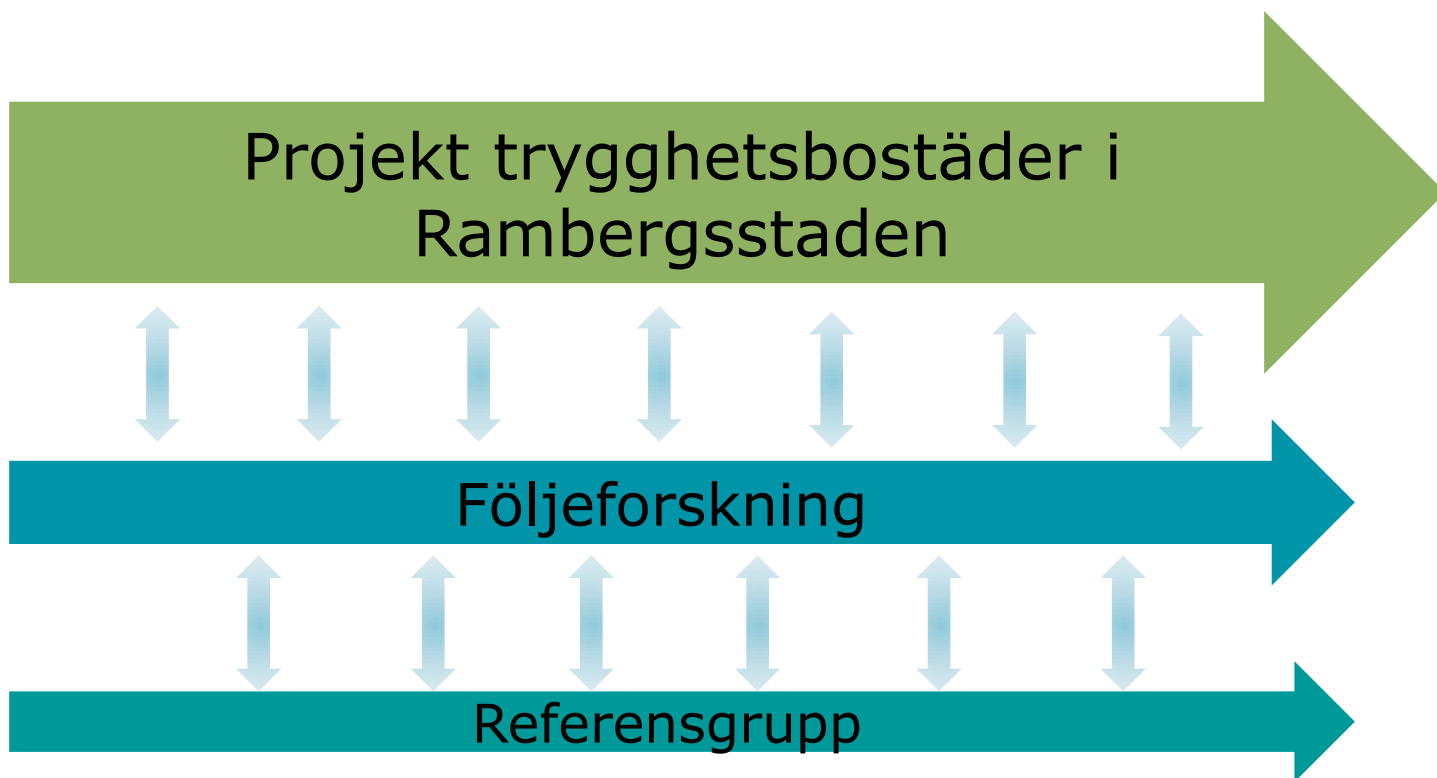 Projekt trygghetsbostäder i
Rambergsstaden
Följeforskning
Referensgrupp